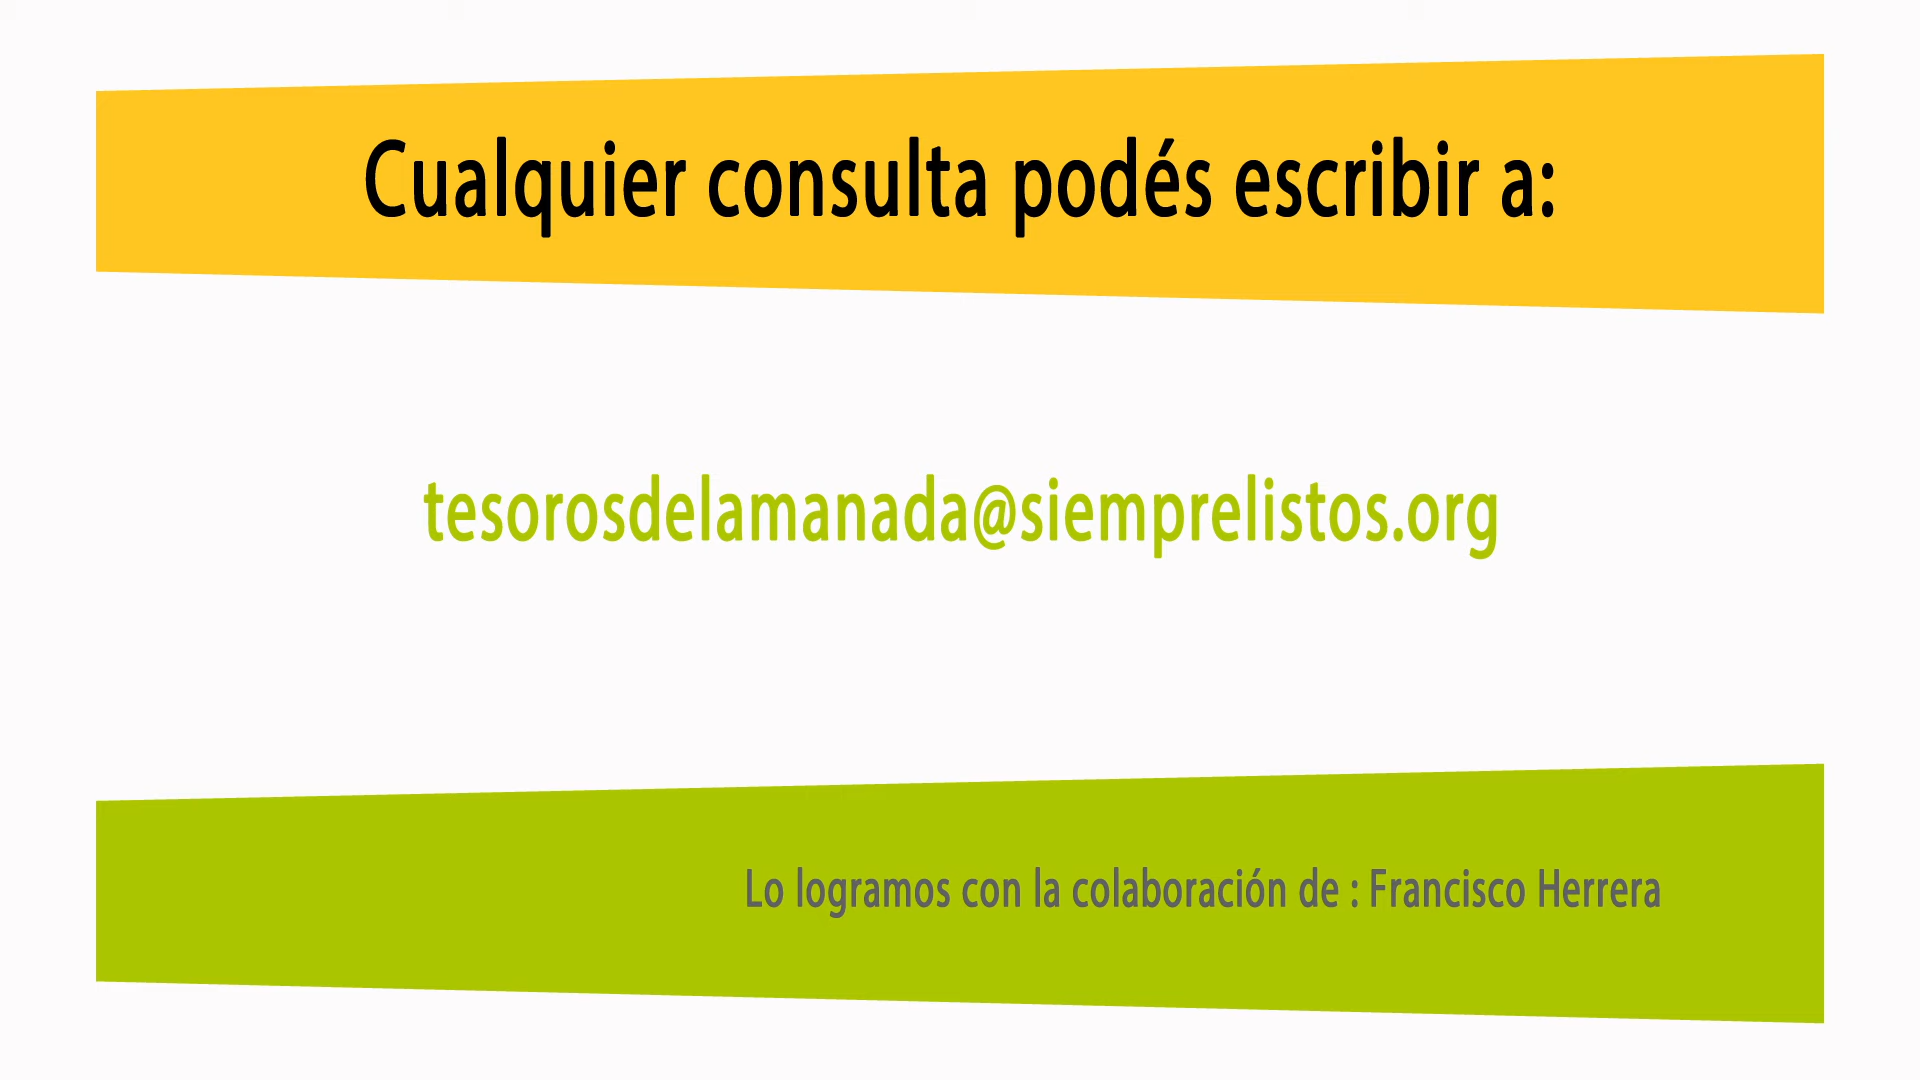 Cualquier consulta podés escribir a:
tesorosdelamanada@siemprelistos.org
Lo logramos con la colaboración de : Francisco Herrera